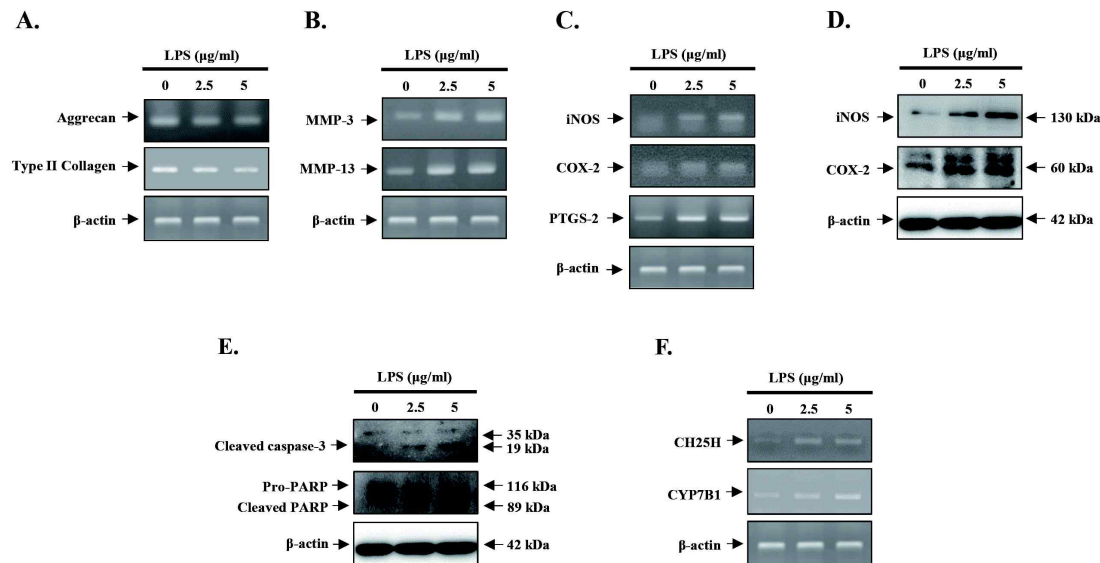 A.
LPS (µg/ml)
0 2.5 5
Aggrecan
Type II Collagen
β-actin
B.
LPS (µg/ml)
0 2.5 5
MMP-3
MMP-13
β-actin
C.
LPS (µg/ml)
0 2.5 5
iNOS
COX-2
PTGS-2
β-actin
D.
LPS (µg/ml)
0 2.5 5
iNOS 130 kDa
COX-2 60 kDa
β-actin 42 kDa
E.
LPS (µg/ml)
0 2.5 5
35 kDa
Cleaved caspase-3 19 kDa
Pro-PARP 116 kDa
Cleaved PARP 89 kDa
β-actin 42 kDa
F.
LPS (µg/ml)
0 2.5 5
CH25H
CYP7B1
β-actin